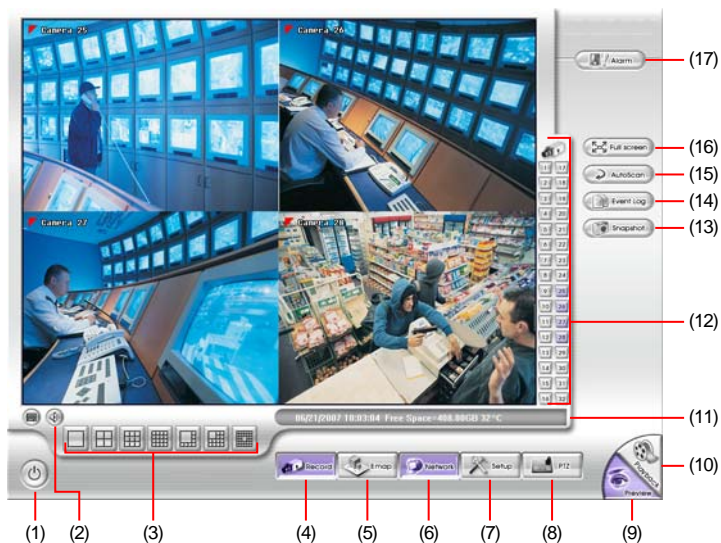 Camera 25
Camera 26
(17)
Alarm
(16)
Full screen
(15)
AutoScan
(14)
Event Log
(13)
Snapshot
1 17
2 18
3 19
4 20
5 21
6 22
7 23
8 24
9 25
10 26
11 27
12 28
13 29
14 30
15 31
16 32
(12)
Camera 27
Camera 28
06/21/2007 10:03:04 Free Space=408.80GB 32°C
(11)
Record
Emap
Network
Setup
PTZ
Playback
Preview
(10)
(1)
(2)
(3)
(4)
(5)
(6)
(7)
(8)
(9)